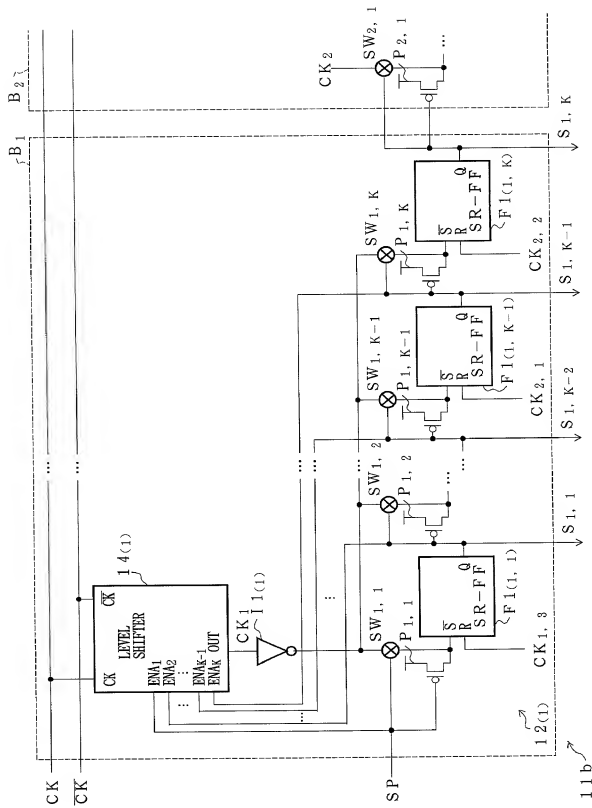 CK
C̅K̅
B₁
B₂
14(1)
CK
C̅K̅
LEVEL
SHIFTER
ENA₁
ENA₂
⋮
ENAK-1
ENAK
OUT
CK₁
I1(1)
SP
SW1, 1
P1, 1
S̅
R
Q
SR-FF
F1(1, 1)
CK1, 3
S1, 1
SW1, 2
P1, 2
...
SW1, K-1
P1, K-1
S̅
R
Q
SR-FF
F1(1, K-1)
CK2, 1
S1, K-2
SW1, K
P1, K
S̅
R
Q
SR-FF
F1(1, K)
CK2, 2
S1, K-1
S1, K
CK₂
SW2, 1
P2, 1
...
12(1)
11b